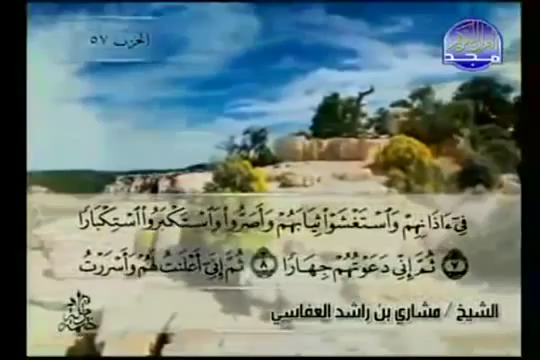 الحزب ٥٧
مجد
فِىٓ ءَاذَانِهِمْ وَٱسْتَغْشَوْا۟ ثِيَابَهُمْ وَأَصَرُّوا۟ وَٱسْتَكْبَرُوا۟ ٱسْتِكْبَارًا
٧ ثُمَّ إِنِّى دَعَوْتُهُمْ جِهَارًا ٨ ثُمَّ إِنِّىٓ أَعْلَنتُ لَهُمْ وَأَسْرَرْتُ
الشيخ / مشاري بن راشد العفاسي